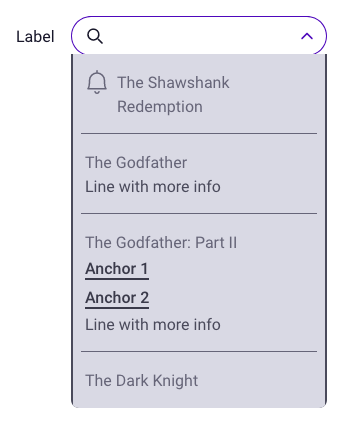 Label
The Shawshank
Redemption
The Godfather
Line with more info
The Godfather: Part II
Anchor 1
Anchor 2
Line with more info
The Dark Knight